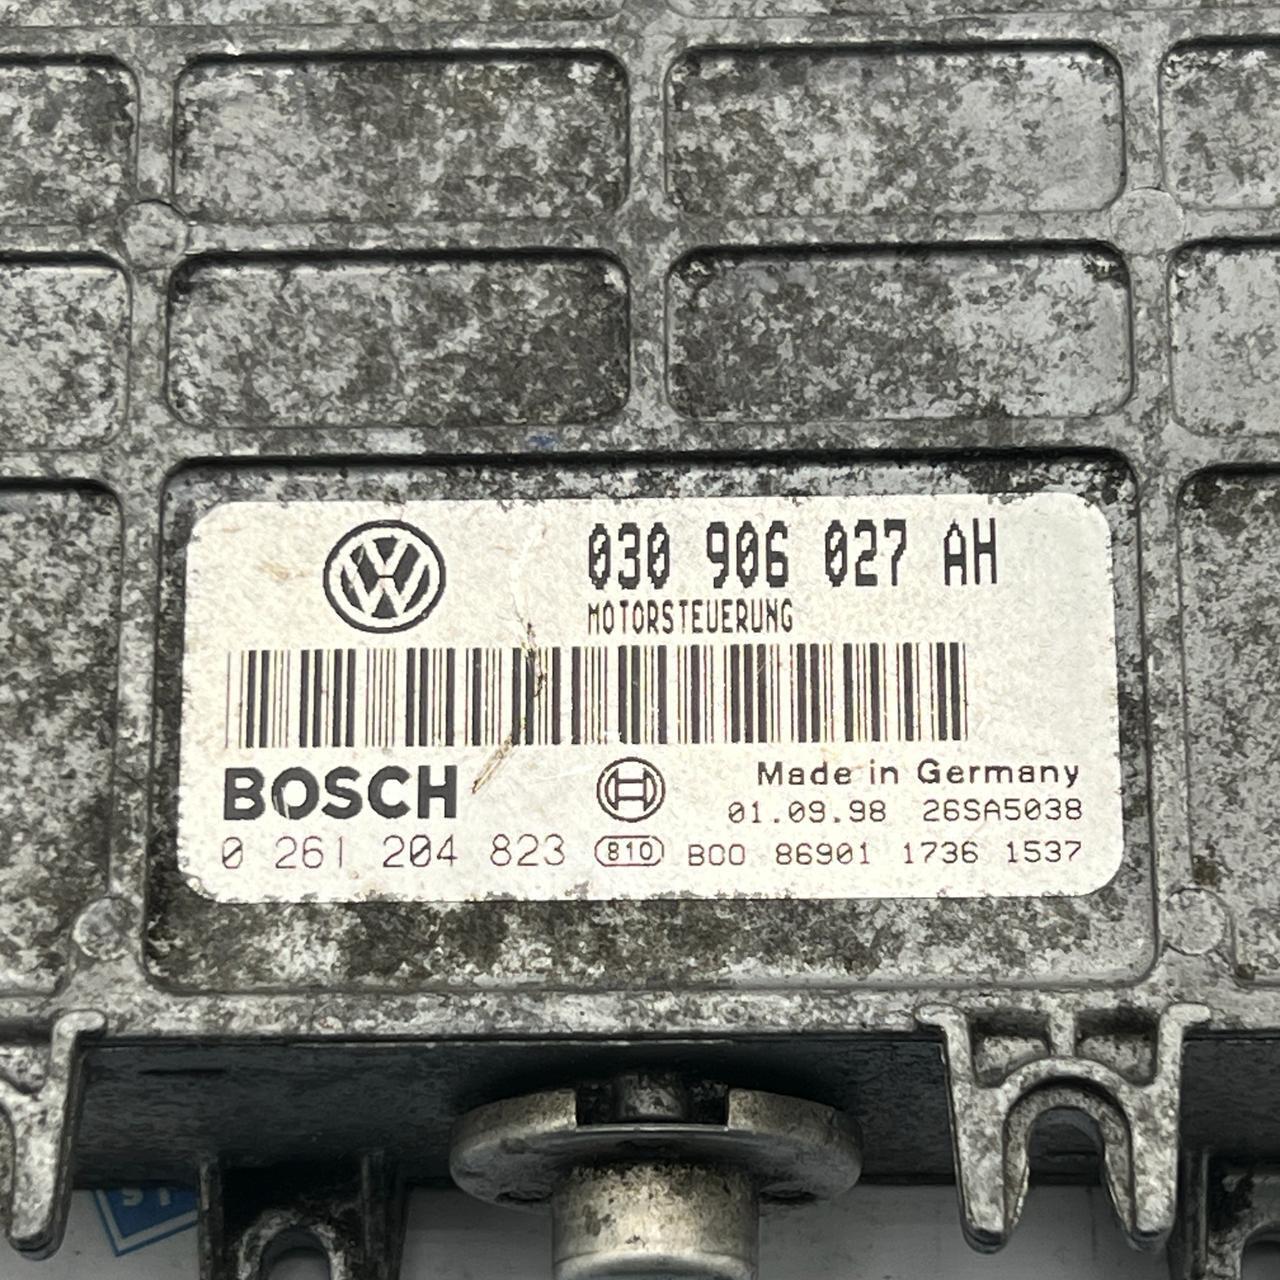 030 906 027 AH
MOTORSTEUERUNG
BOSCH
Made in Germany
01.09.98 26SA5038
0 261 204 823 810 BOO 86901 1736 1537